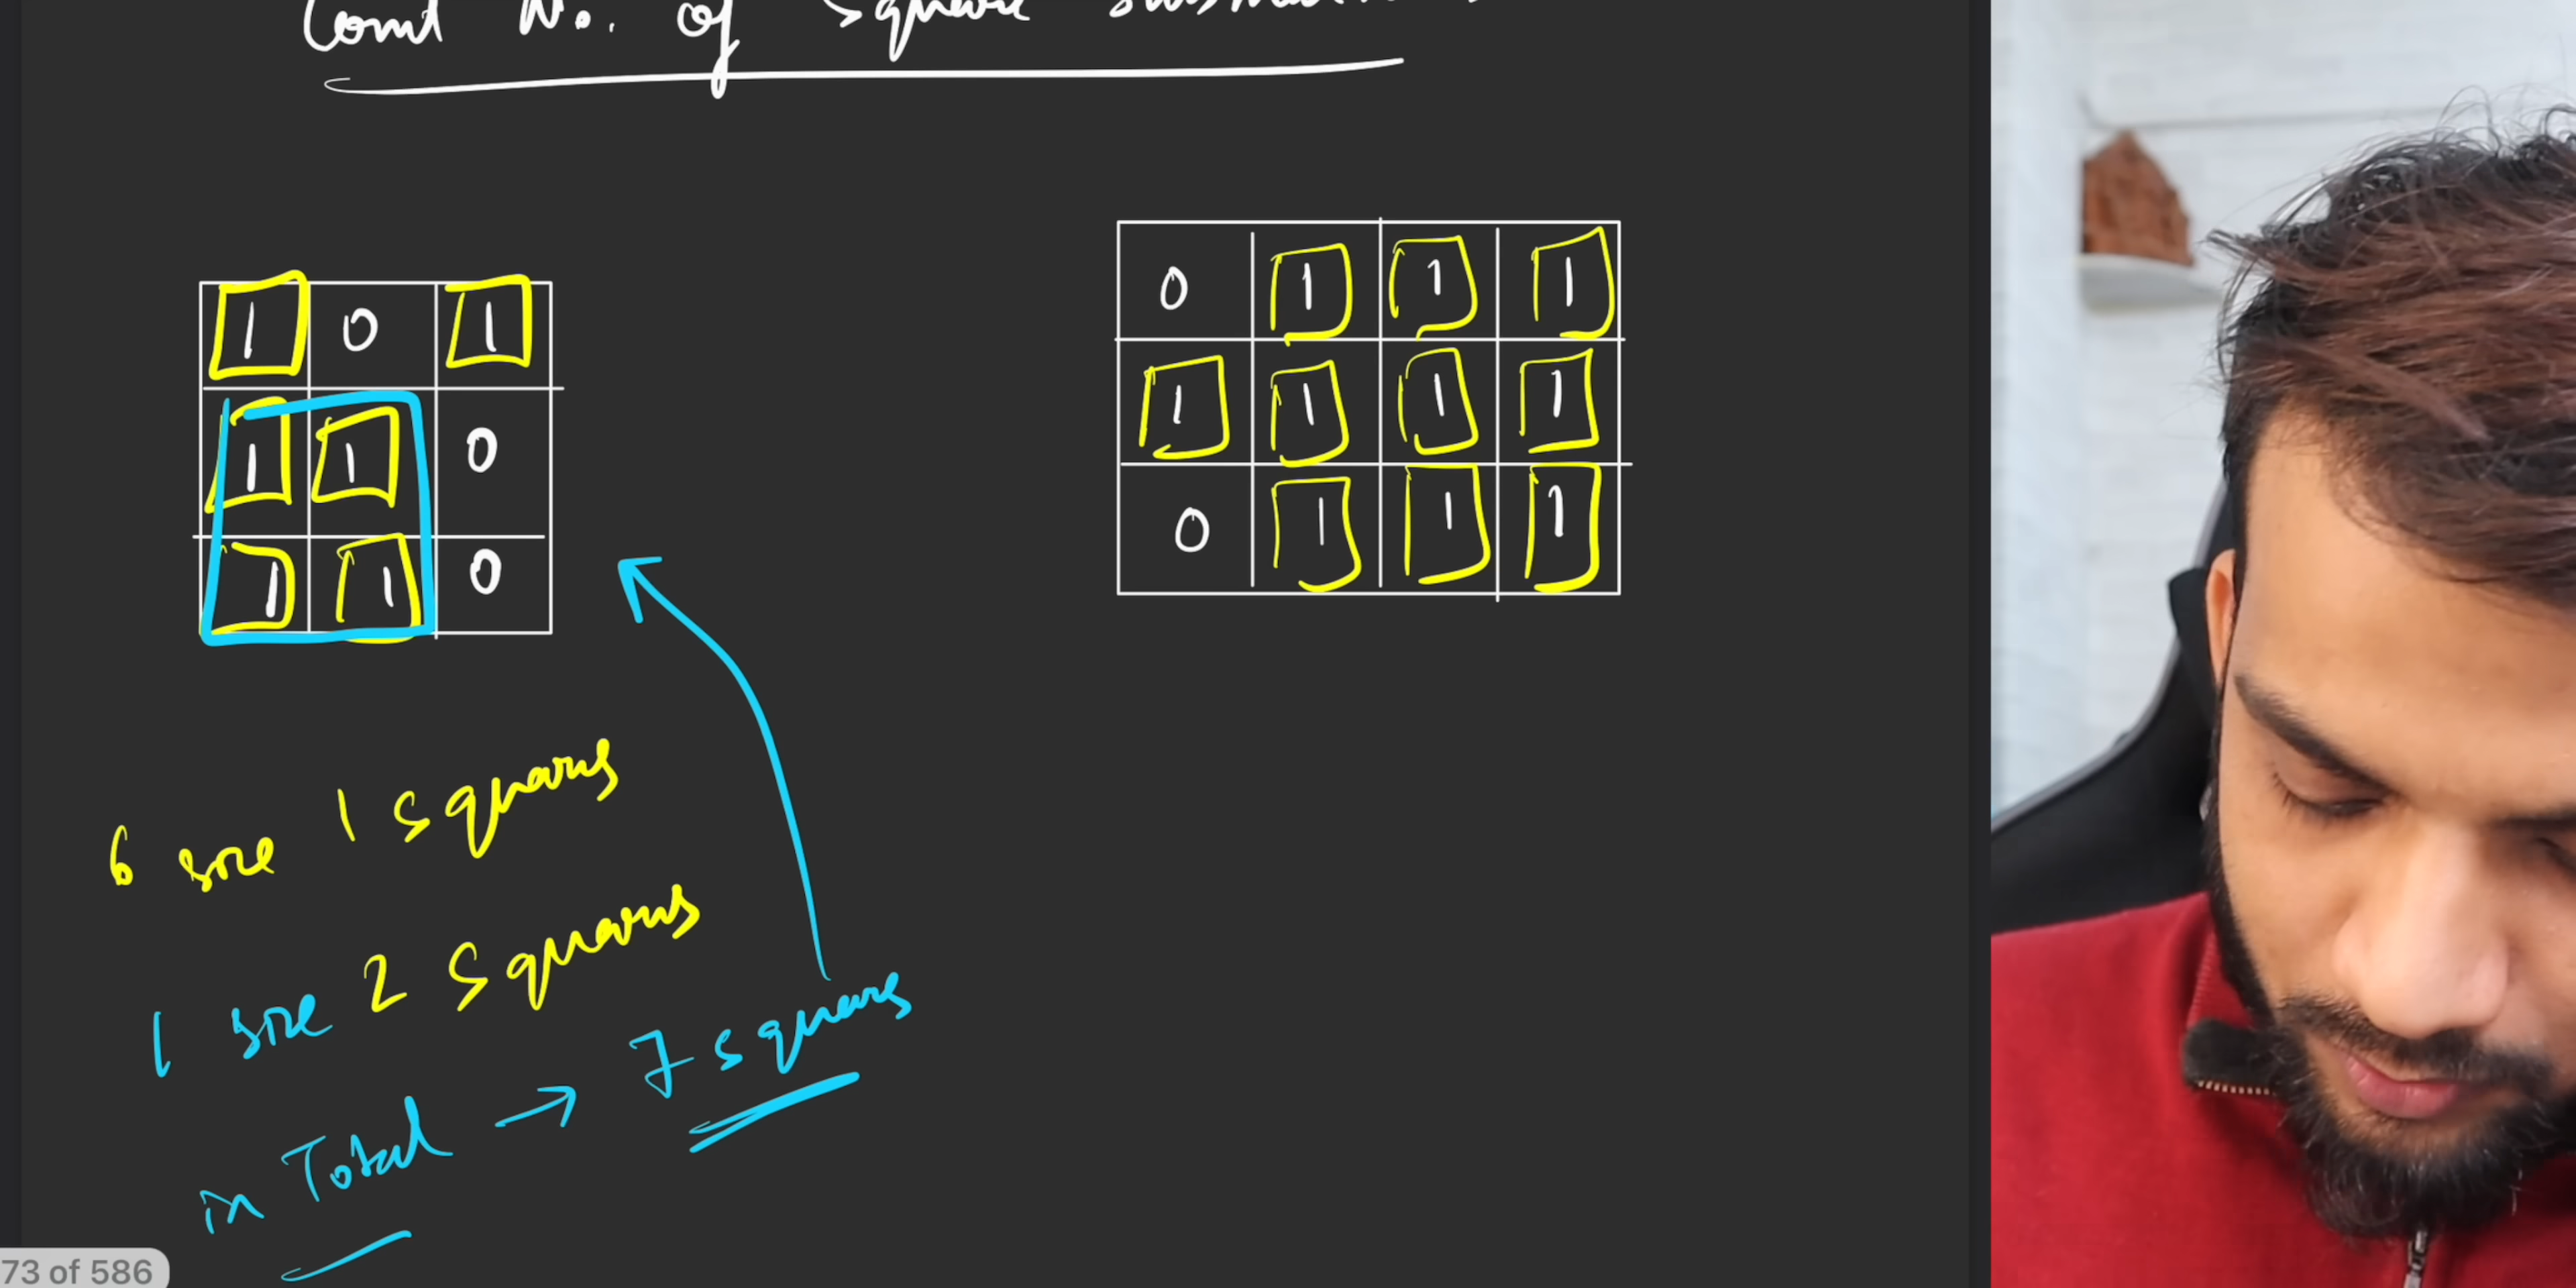 Count No. of Square
1 0 1
1 1 0
1 1 0
0 1 1 1
1 1 1 1
0 1 1 1
6 size 1 squares
1 size 2 squares
in Total → 7 squares
73 of 586